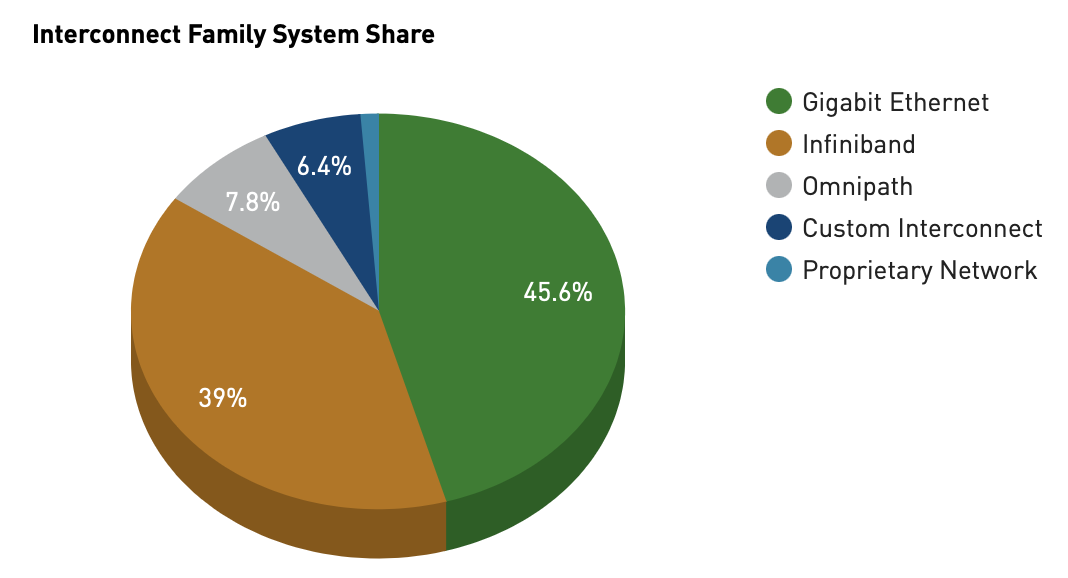 Interconnect Family System Share
Gigabit Ethernet
Infiniband
Omnipath
Custom Interconnect
Proprietary Network
6.4%
7.8%
45.6%
39%